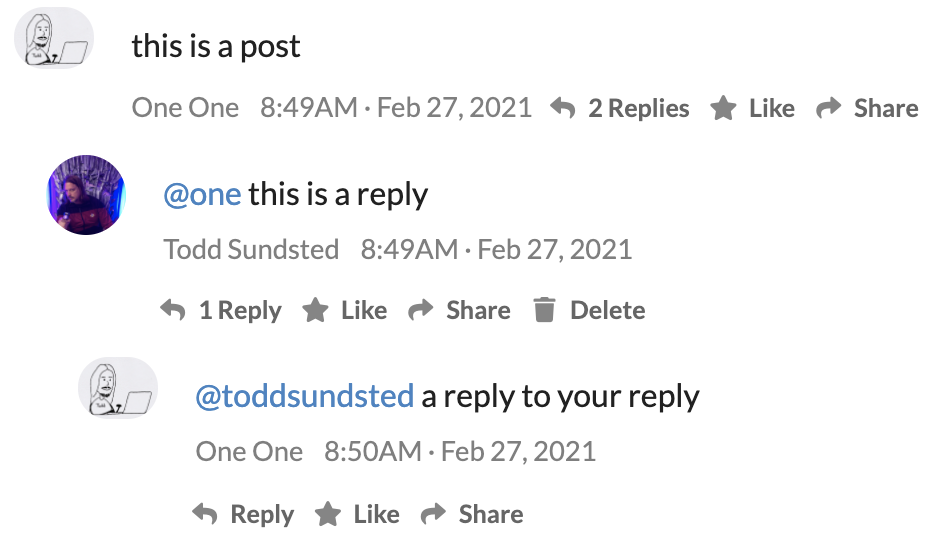 this is a post
One One 8:49AM · Feb 27, 2021 2 Replies Like Share
@one this is a reply
Todd Sundsted 8:49AM · Feb 27, 2021
1 Reply Like Share Delete
@toddsundsted a reply to your reply
One One 8:50AM · Feb 27, 2021
Reply Like Share